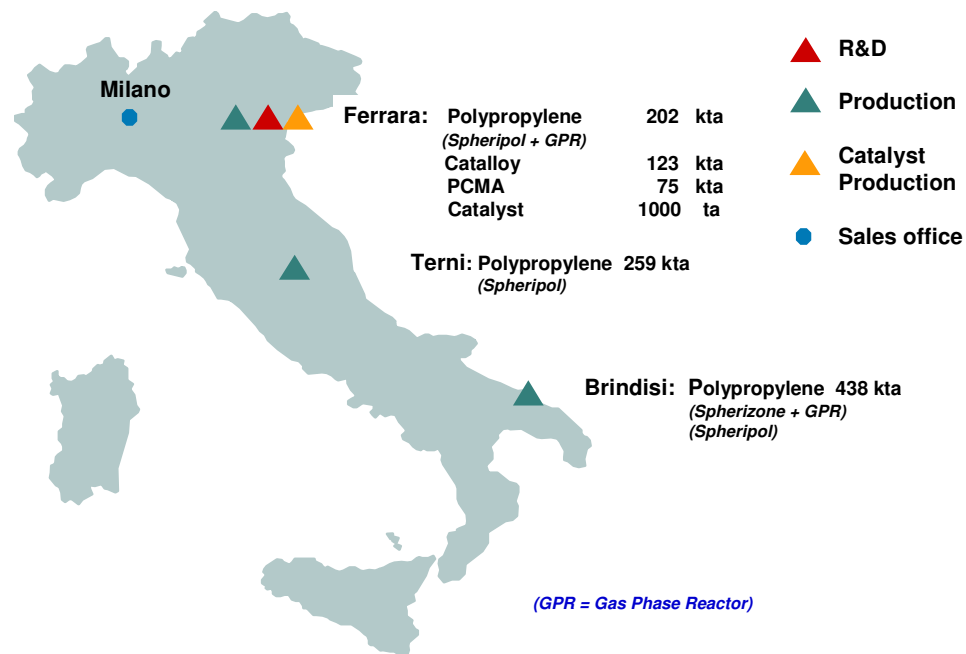 Milano
R&D
Production
Catalyst
Production
Sales office
Ferrara: Polypropylene 202 kta
(Spheripol + GPR)
Catalloy 123 kta
PCMA 75 kta
Catalyst 1000 ta
Terni: Polypropylene 259 kta
(Spheripol)
Brindisi: Polypropylene 438 kta
(Spherizone + GPR)
(Spheripol)
(GPR = Gas Phase Reactor)